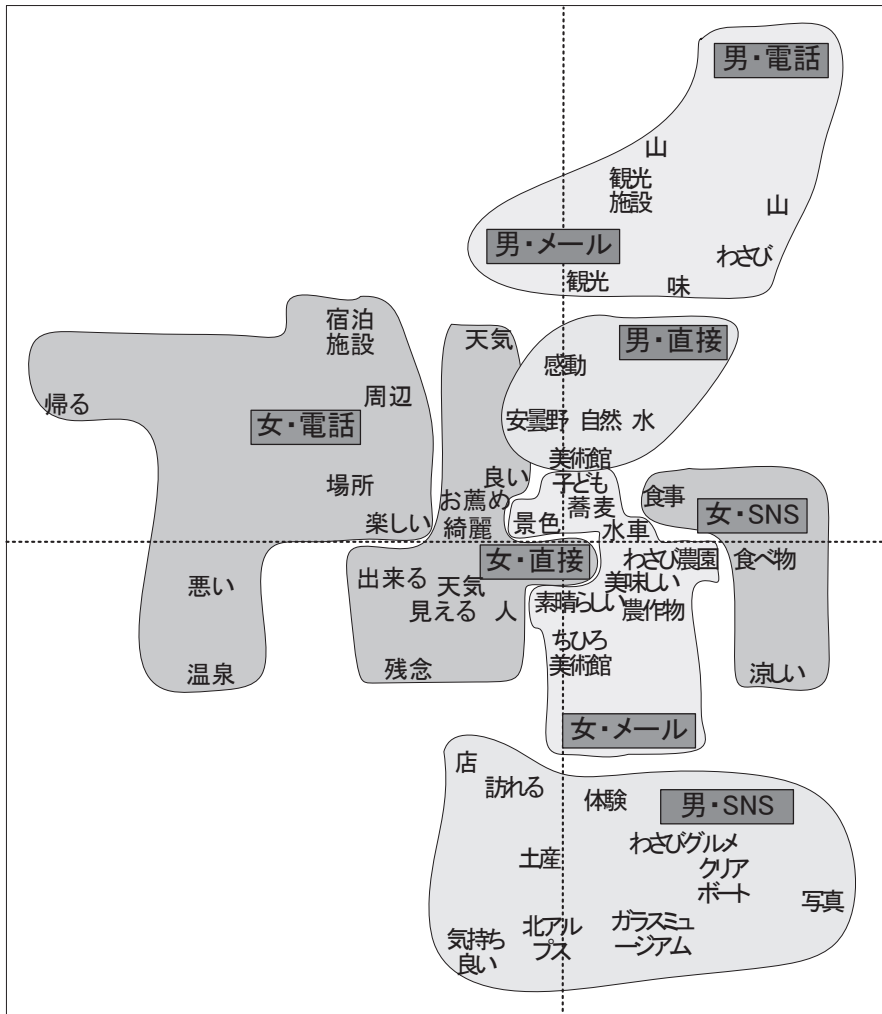 男・電話
山
観光
施設
山
男・メール
わさび
観光
味
宿泊
施設
天気
男・直接
感動
周辺
帰る
女・電話
安曇野
自然
水
美術館
場所
良い
子ども
食事
お薦め
蕎麦
女・SNS
楽しい
綺麗
景色
水車
女・直接
わさび農園
食べ物
出来る
天気
美味しい
悪い
見える
人
素晴らしい
農作物
ちひろ
美術館
温泉
残念
涼しい
女・メール
店
訪れる
体験
男・SNS
わさびグルメ
土産
クリア
ボート
写真
北アル
プス
ガラスミュ
ージアム
気持ち
良い